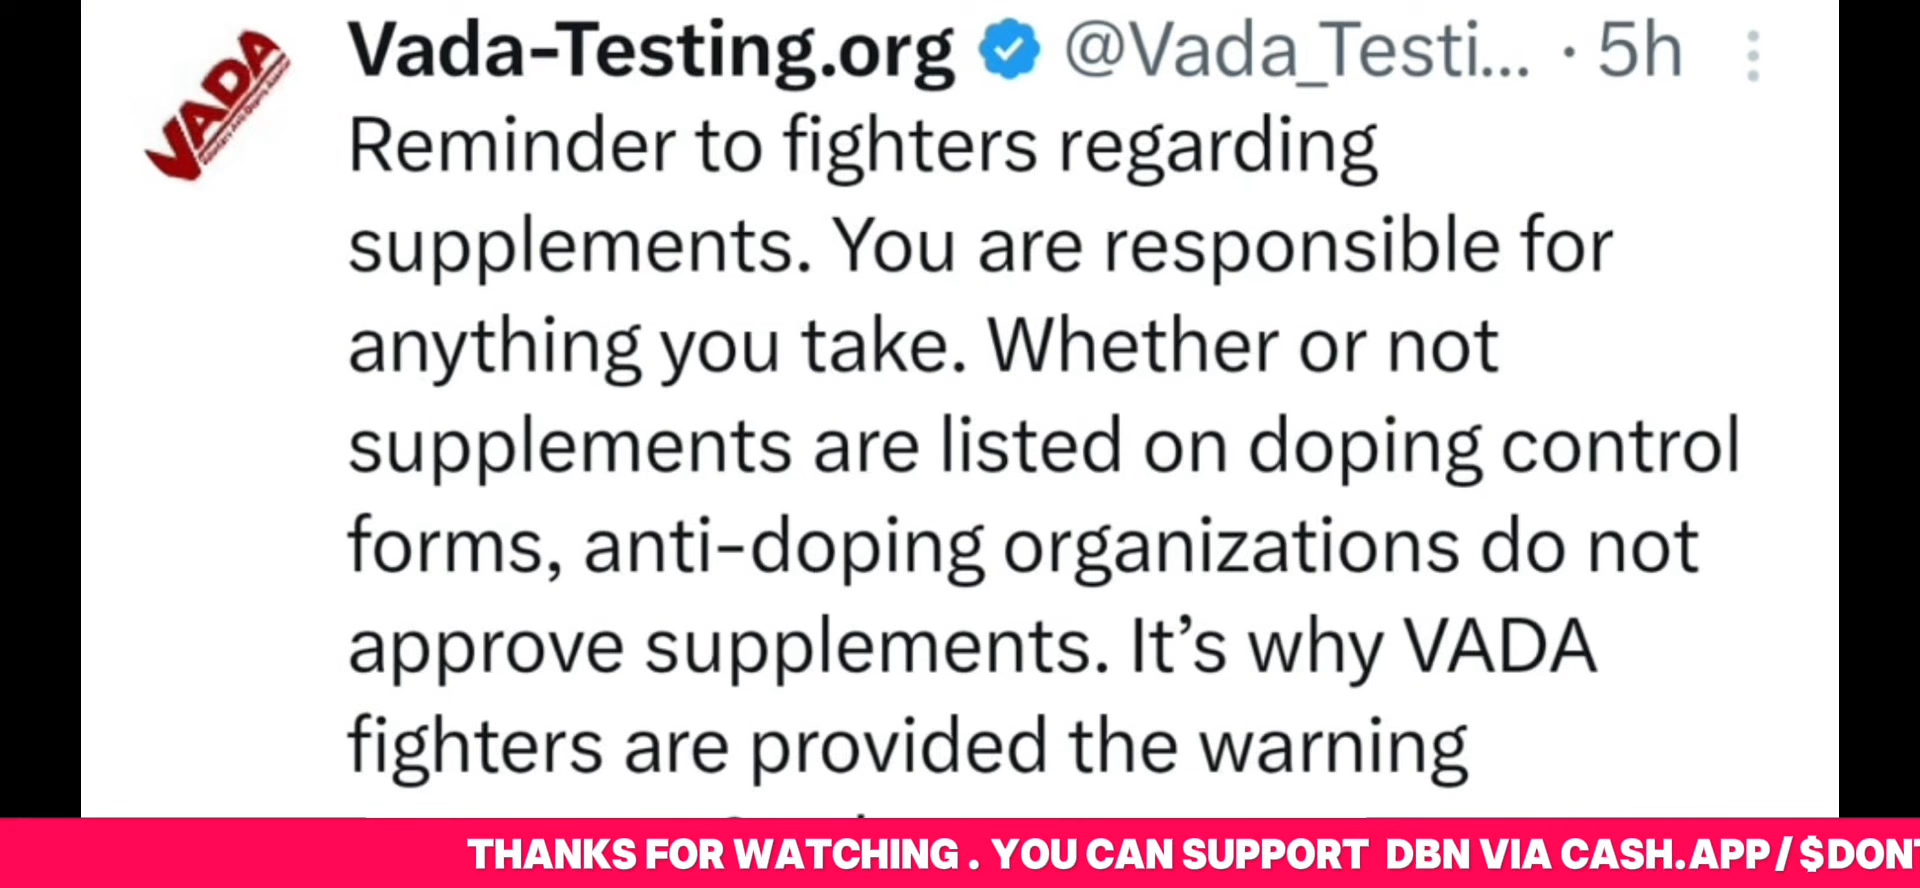 VADA
Vada-Testing.org @Vada_Testi... · 5h
Reminder to fighters regarding
supplements. You are responsible for
anything you take. Whether or not
supplements are listed on doping control
forms, anti-doping organizations do not
approve supplements. It’s why VADA
fighters are provided the warning
THANKS FOR WATCHING . YOU CAN SUPPORT DBN VIA CASH.APP / $DON